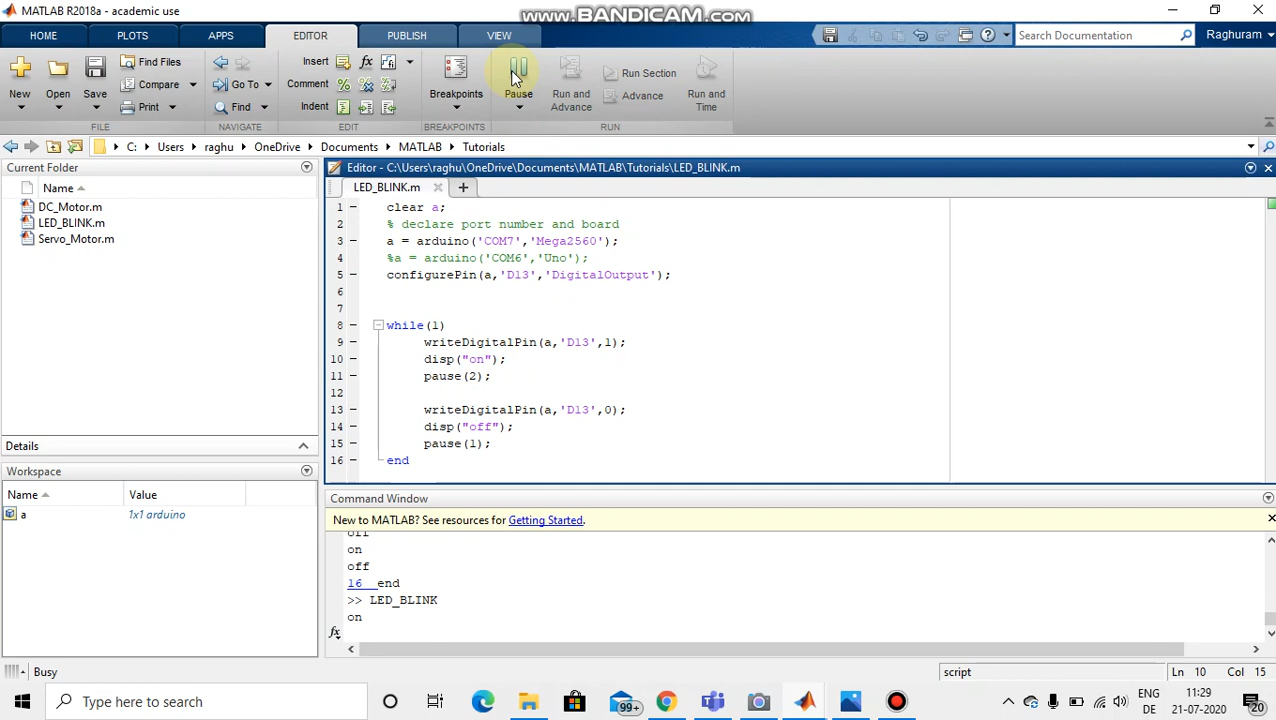 MATLAB R2018a - academic use
www.BANDICAM.com
HOME PLOTS APPS EDITOR PUBLISH VIEW
Search Documentation
Raghuram
New Open Save
Find Files
Compare
Print
FILE
Go To
Find
NAVIGATE
Insert fx
Comment
Indent
EDIT
Breakpoints
BREAKPOINTS
Pause
Run and Advance
Run Section
Advance
Run and Time
RUN
C: Users raghu OneDrive Documents MATLAB Tutorials
Current Folder
Name
DC_Motor.m
LED_BLINK.m
Servo_Motor.m
Details
Workspace
Name Value
a 1x1 arduino
Editor - C:\Users\raghu\OneDrive\Documents\MATLAB\Tutorials\LED_BLINK.m
LED_BLINK.m
1 clear a;
2 % declare port number and board
3 a = arduino('COM7','Mega2560');
4 %a = arduino('COM6','Uno');
5 configurePin(a,'D13','DigitalOutput');
6
7
8 while(1)
9 writeDigitalPin(a,'D13',1);
10 disp("on");
11 pause(2);
12
13 writeDigitalPin(a,'D13',0);
14 disp("off");
15 pause(1);
16 end
Command Window
New to MATLAB? See resources for Getting Started.
off
on
off
16 end
>> LED_BLINK
on
fx
Busy
script
Ln 10 Col 15
Type here to search
99+
ENG
DE
11:29
21-07-2020
20